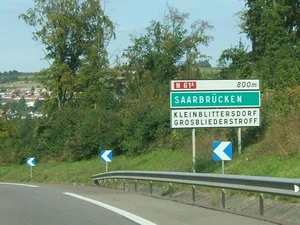 N 61ª
800m
SAARBRÜCKEN
KLEINBLITTERSDORF
GROSBLIEDERSTROFF